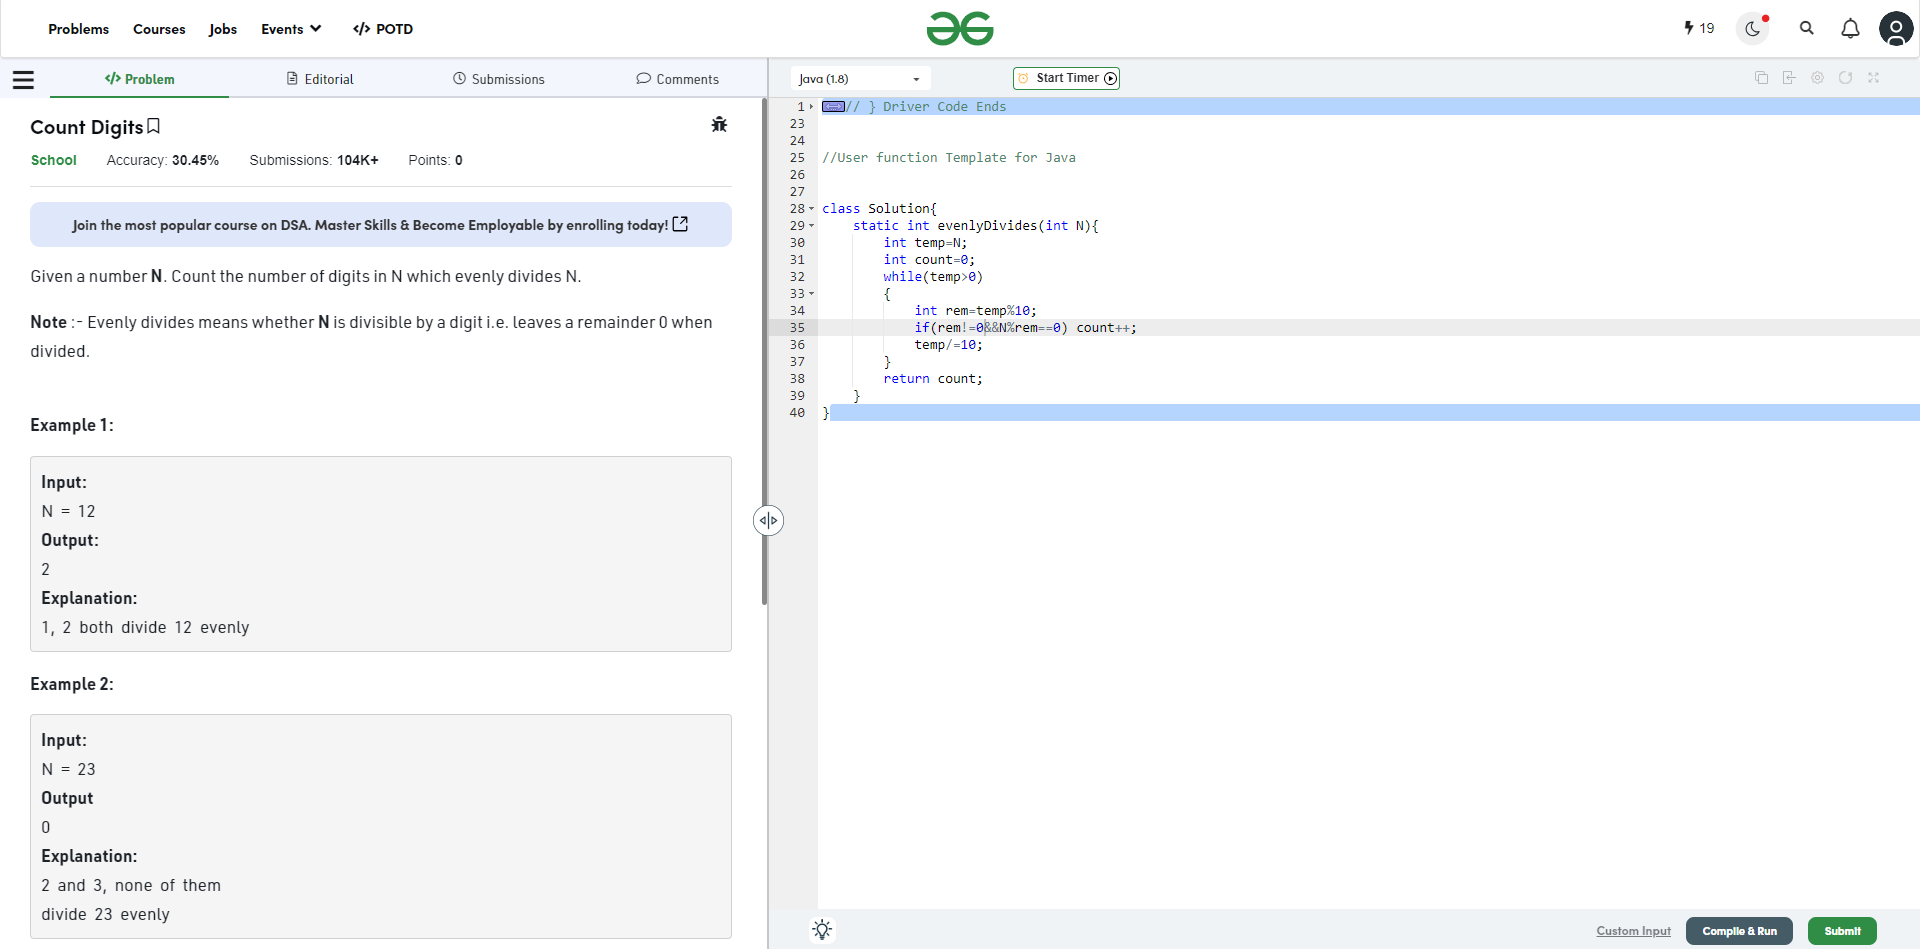 Problems Courses Jobs Events </> POTD
19
</> Problem Editorial Submissions Comments
Count Digits
School Accuracy: 30.45% Submissions: 104K+ Points: 0
Join the most popular course on DSA. Master Skills & Become Employable by enrolling today!
Given a number N. Count the number of digits in N which evenly divides N.
Note :- Evenly divides means whether N is divisible by a digit i.e. leaves a remainder 0 when
divided.
Example 1:
Input:
N = 12
Output:
2
Explanation:
1, 2 both divide 12 evenly
Example 2:
Input:
N = 23
Output
0
Explanation:
2 and 3, none of them
divide 23 evenly
Java (1.8) Start Timer
1 // } Driver Code Ends
23
24
25 //User function Template for Java
26
27
28 class Solution{
29 static int evenlyDivides(int N){
30 int temp=N;
31 int count=0;
32 while(temp>0)
33 {
34 int rem=temp%10;
35 if(rem!=0&&N%rem==0) count++;
36 temp/=10;
37 }
38 return count;
39 }
40 }
Custom Input Compile & Run Submit